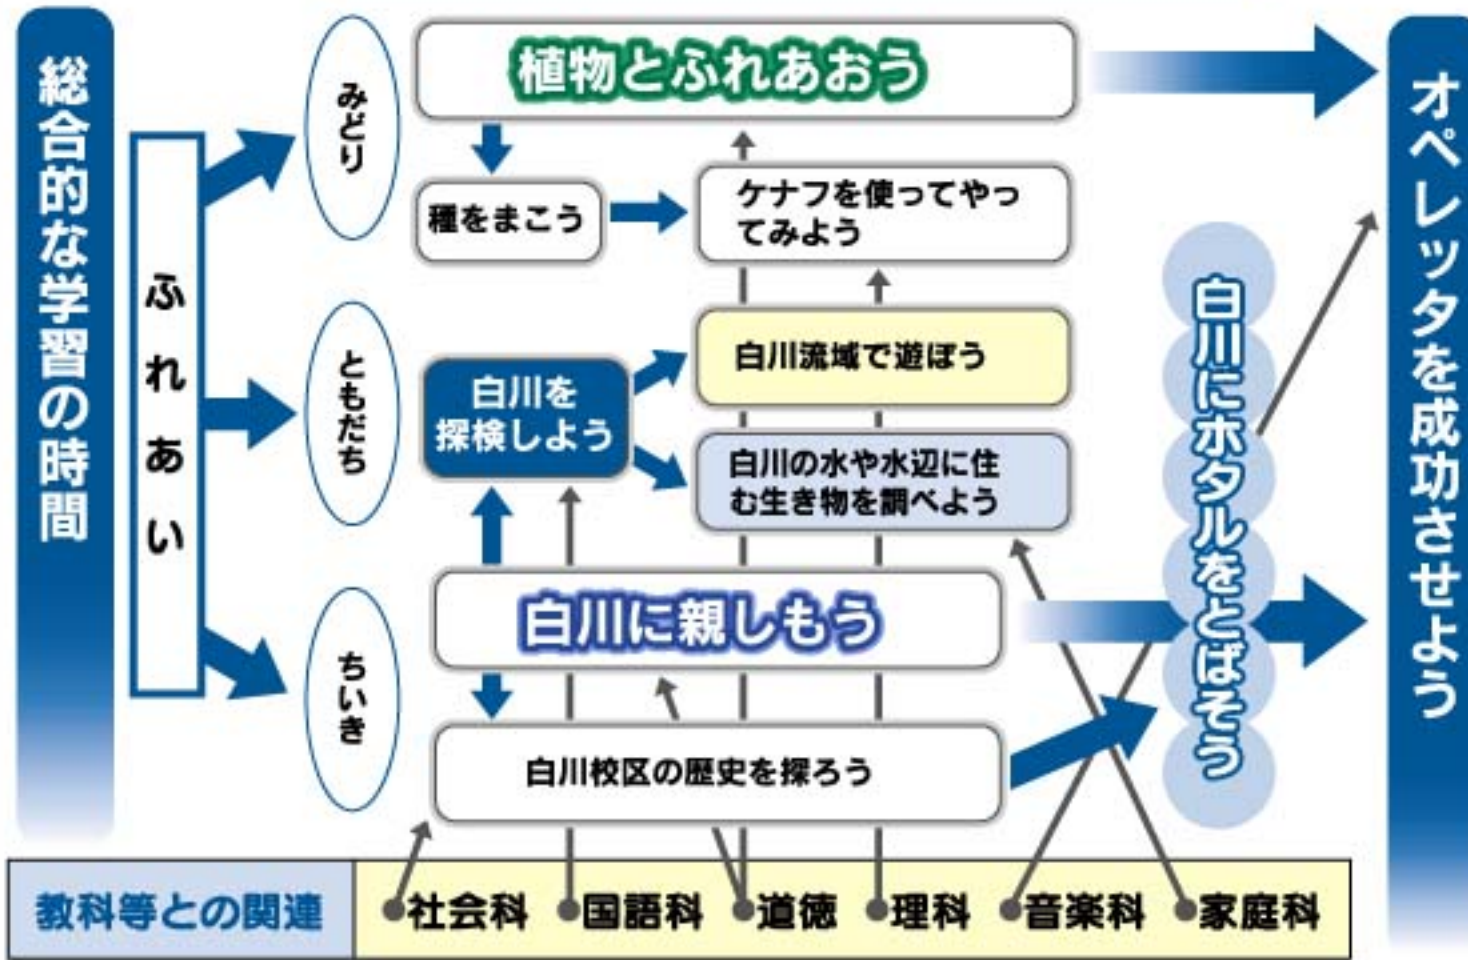 総合的な学習の時間
ふれあい
みどり
ともだち
ちいき
植物とふれあおう
種をまこう
ケナフを使ってやっ
てみよう
白川を
探検しよう
白川流域で遊ぼう
白川の水や水辺に住
む生き物を調べよう
白川に親しもう
白川校区の歴史を探ろう
白川にホタルをとばそう
オペレッタを成功させよう
教科等との関連
社会科
国語科
道徳
理科
音楽科
家庭科